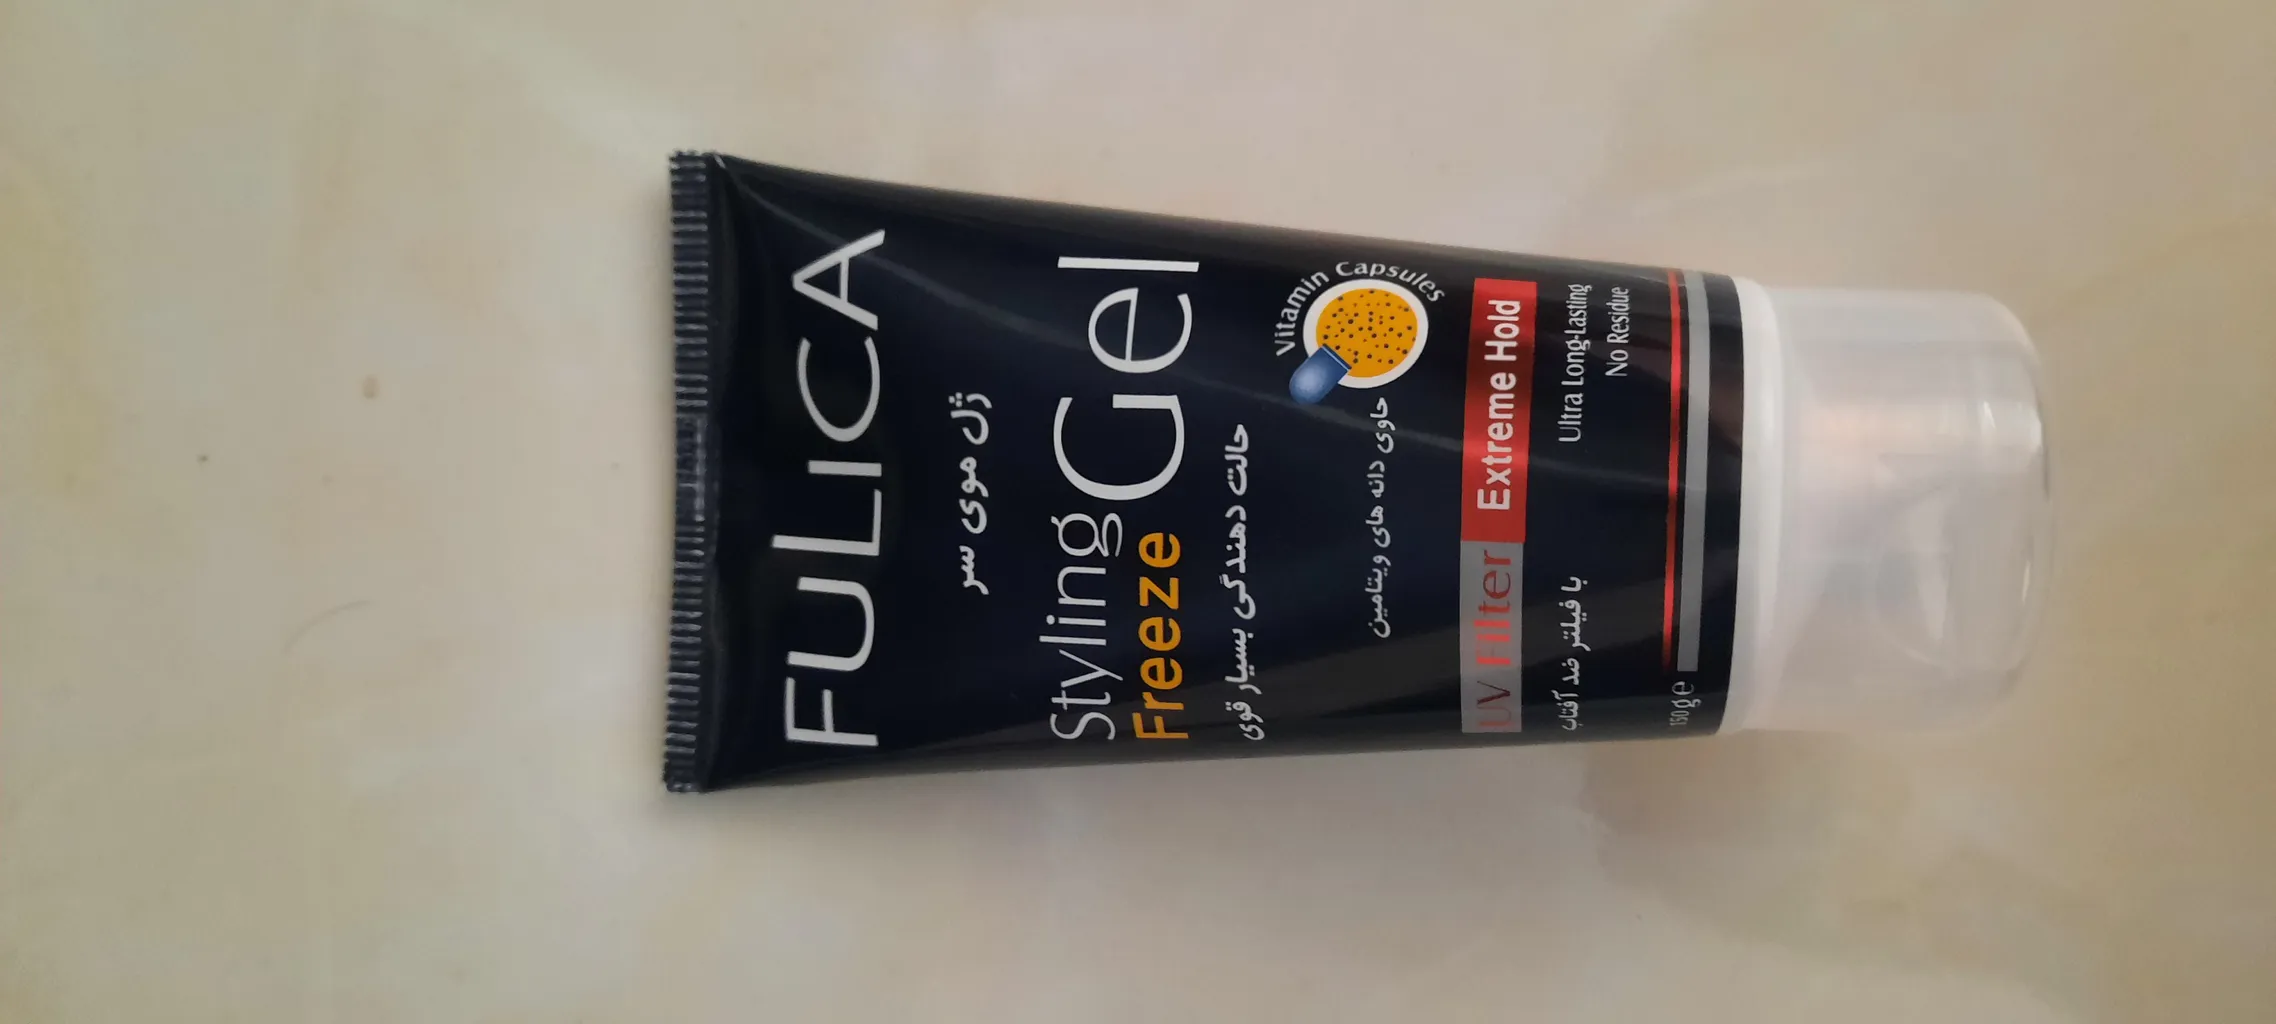 FULICA
ژل موی سر
Styling Gel
Freeze
حالت دهندگی بسیار قوی
Vitamin Capsules
حاوی دانه های ویتامین
UV Filter Extreme Hold
با فیلتر ضد آفتاب
Ultra Long-Lasting
No Residue
150 g e